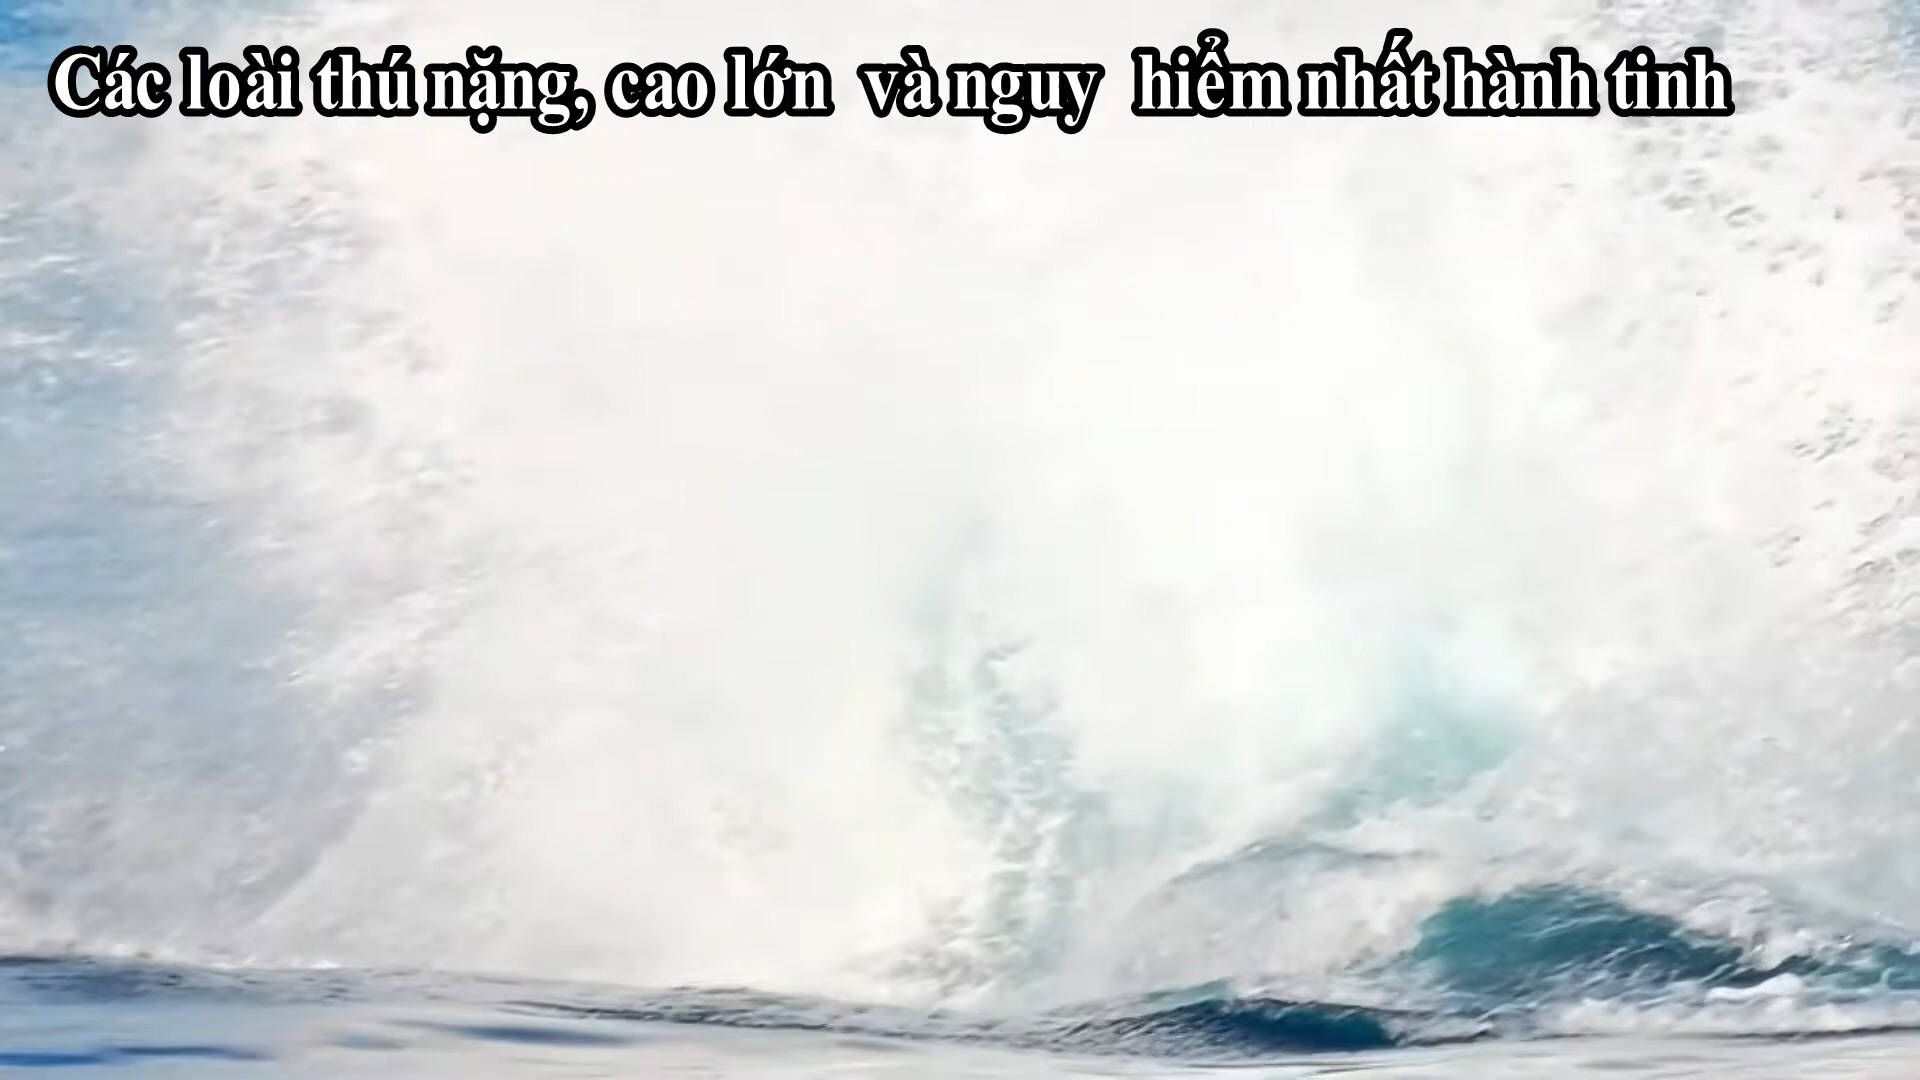 Các loài thú nặng, cao lớn và nguy hiểm nhất hành tinh